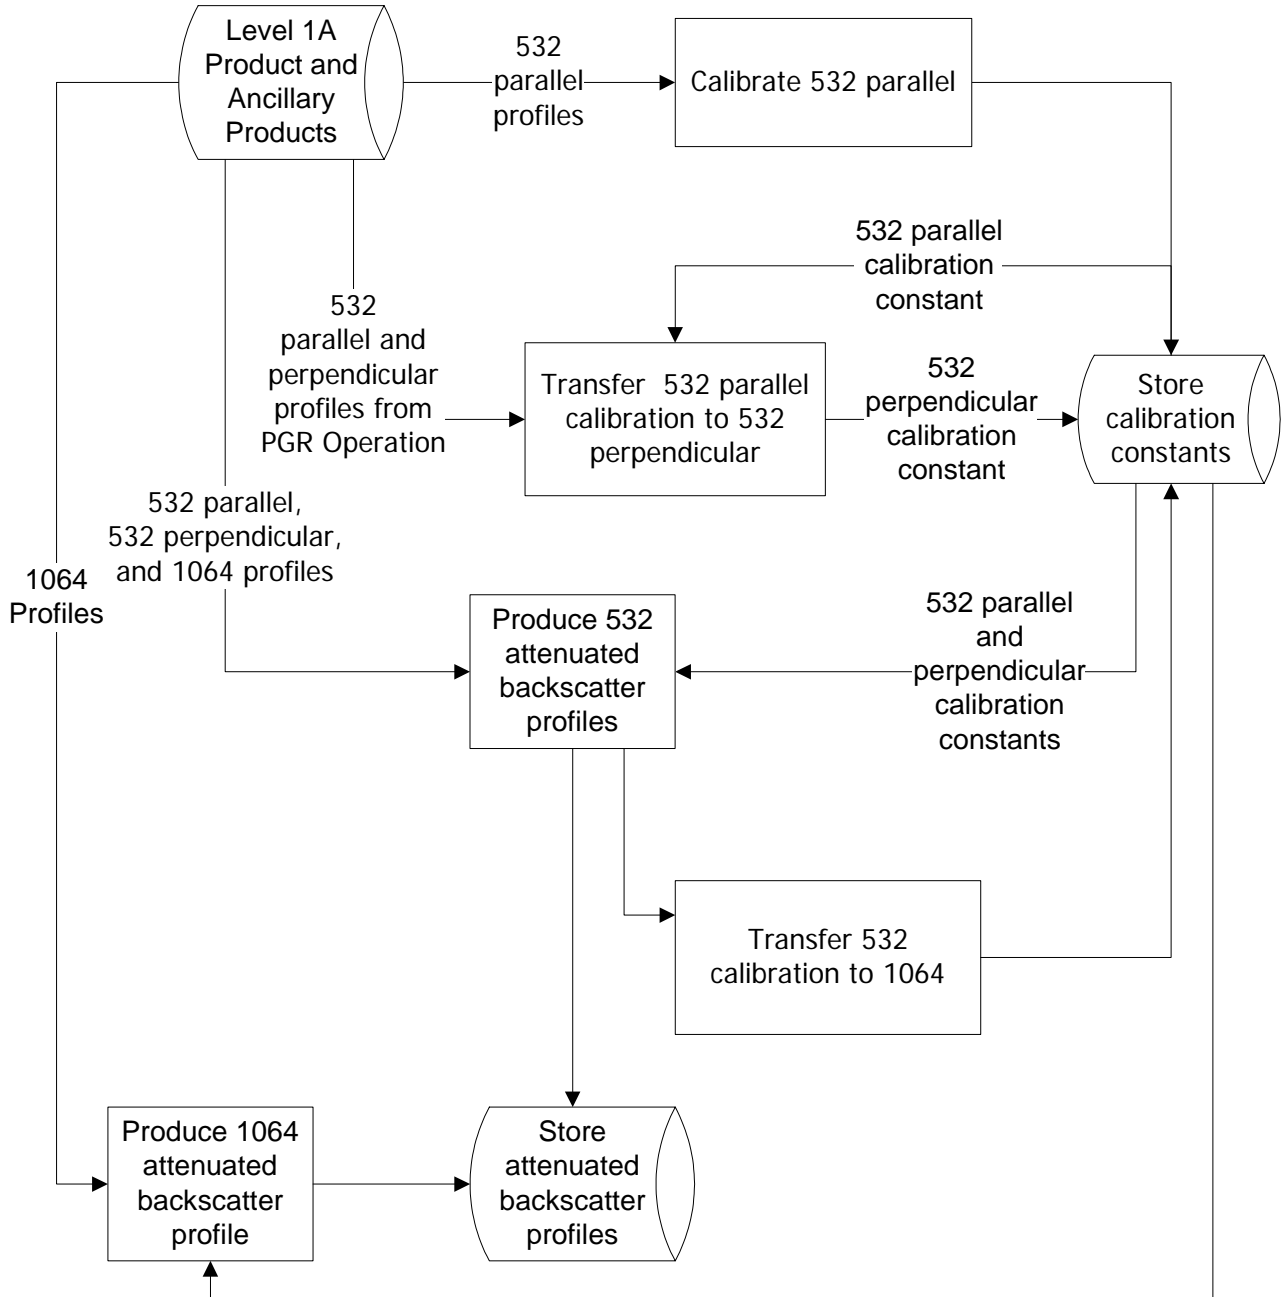 Level 1A
Product and
Ancillary
Products
532
parallel
profiles
Calibrate 532 parallel
532 parallel
calibration
constant
532
parallel and
perpendicular
profiles from
PGR Operation
Transfer 532 parallel
calibration to 532
perpendicular
532
perpendicular
calibration
constant
Store
calibration
constants
532 parallel,
532 perpendicular,
and 1064 profiles
1064
Profiles
Produce 532
attenuated
backscatter
profiles
532 parallel
and
perpendicular
calibration
constants
Transfer 532
calibration to 1064
Produce 1064
attenuated
backscatter
profile
Store
attenuated
backscatter
profiles